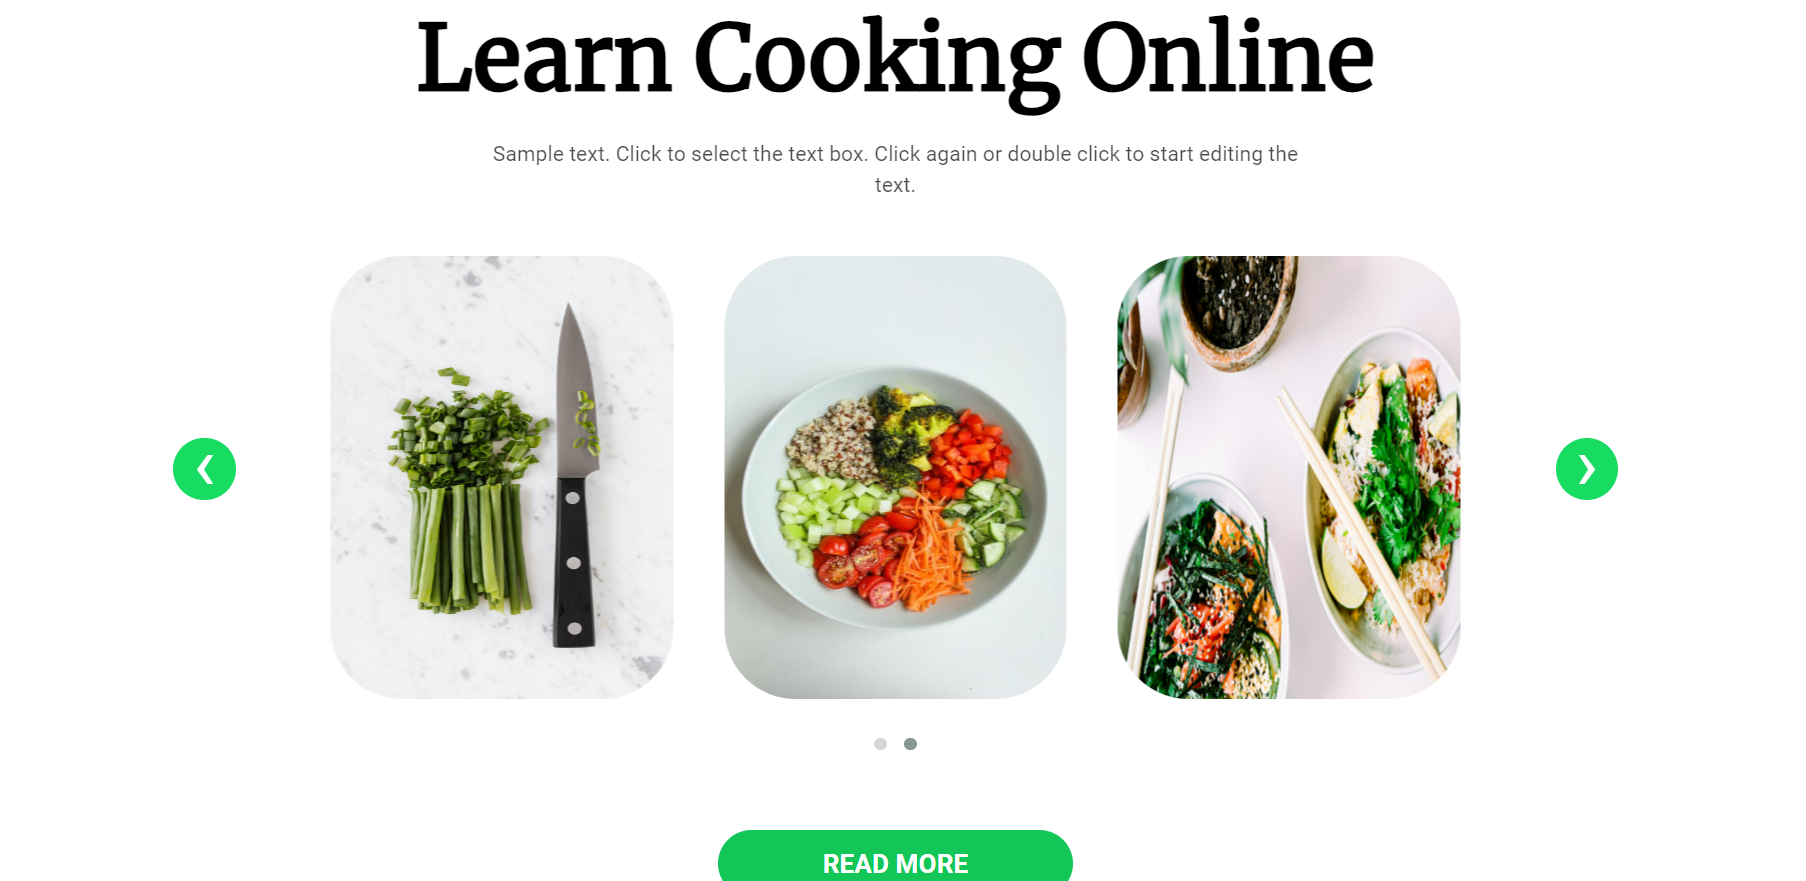 Learn Cooking Online
Sample text. Click to select the text box. Click again or double click to start editing the
text.
READ MORE